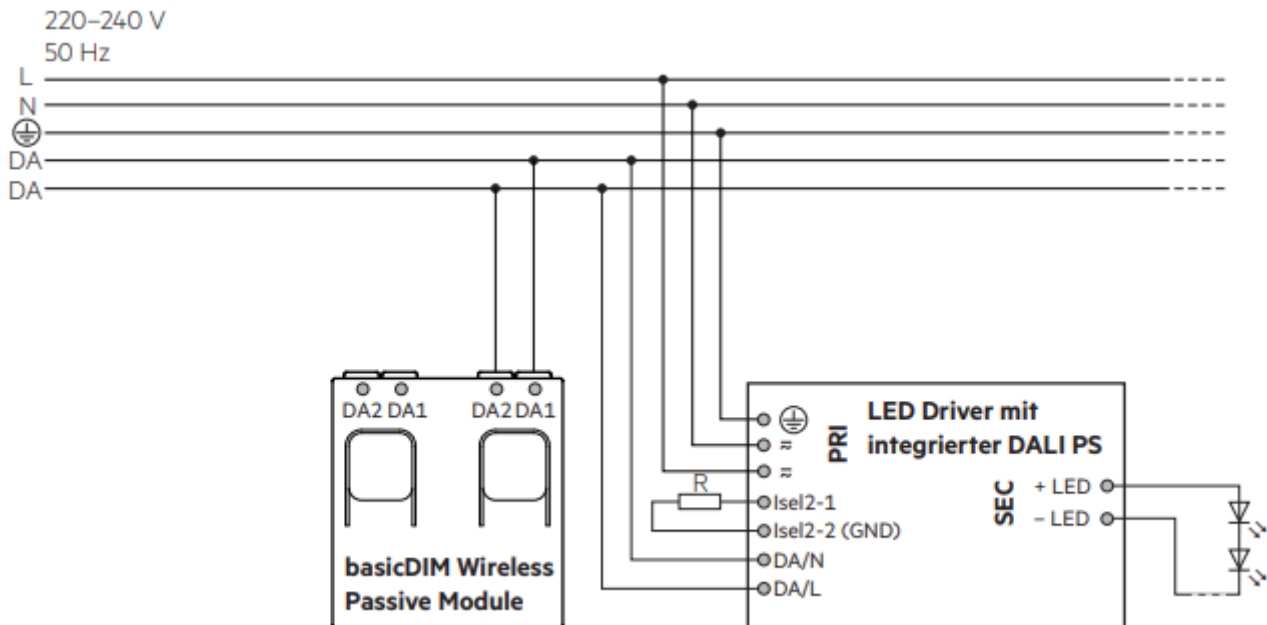 220–240 V
50 Hz
L
N
DA
DA
DA2 DA1
DA2 DA1
basicDIM Wireless
Passive Module
LED Driver mit
integrierter DALI PS
PRI
≂
≂
R
Isel2-1
Isel2-2 (GND)
DA/N
DA/L
SEC
+ LED
– LED